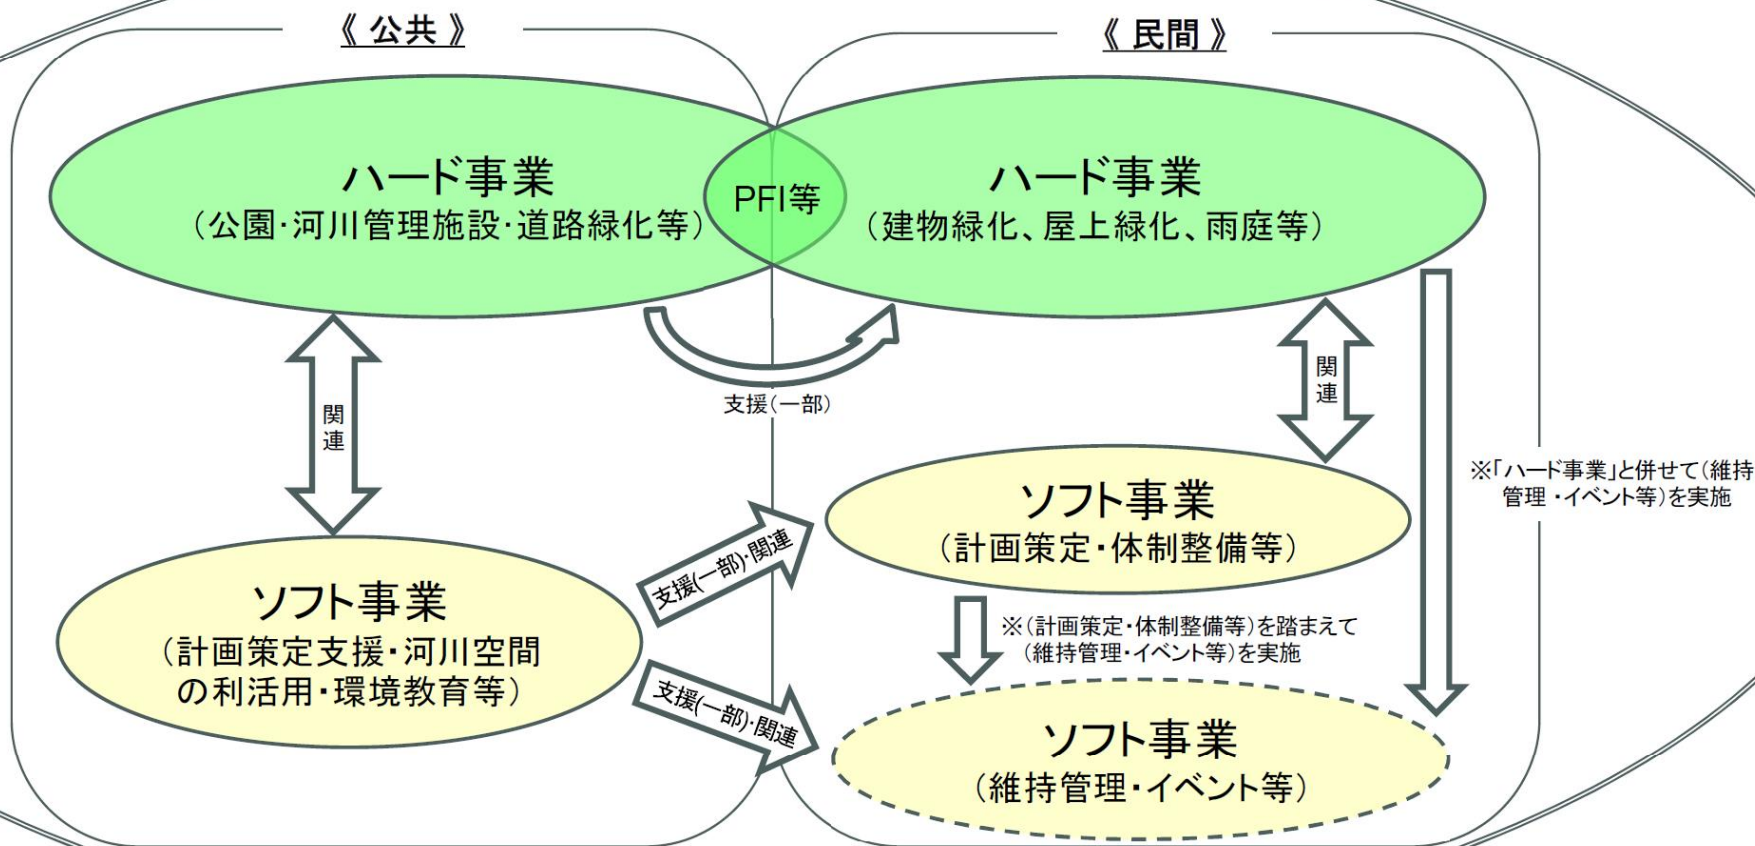 《 公共 》
《 民間 》
ハード事業
（公園・河川管理施設・道路緑化等）
PFI等
ハード事業
（建物緑化、屋上緑化、雨庭等）
関連
支援（一部）
関連
※「ハード事業」と併せて（維持
管理・イベント等）を実施
ソフト事業
（計画策定・体制整備等）
支援(一部)・関連
ソフト事業
（計画策定支援・河川空間
の利活用・環境教育等）
※（計画策定・体制整備等）を踏まえて
（維持管理・イベント等）を実施
支援(一部)・関連
ソフト事業
（維持管理・イベント等）